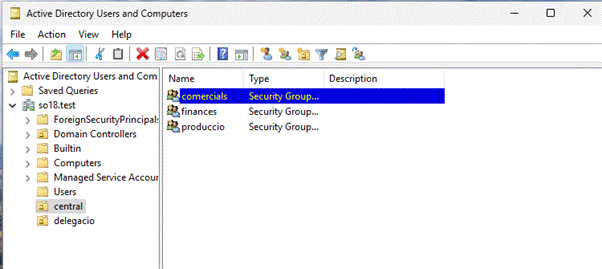 Active Directory Users and Computers
File Action View Help
Active Directory Users and Com
Saved Queries
so18.test
ForeignSecurityPrincipals
Domain Controllers
Builtin
Computers
Managed Service Accou
Users
central
delegacio
Name Type Description
comercials Security Group...
finances Security Group...
produccio Security Group...